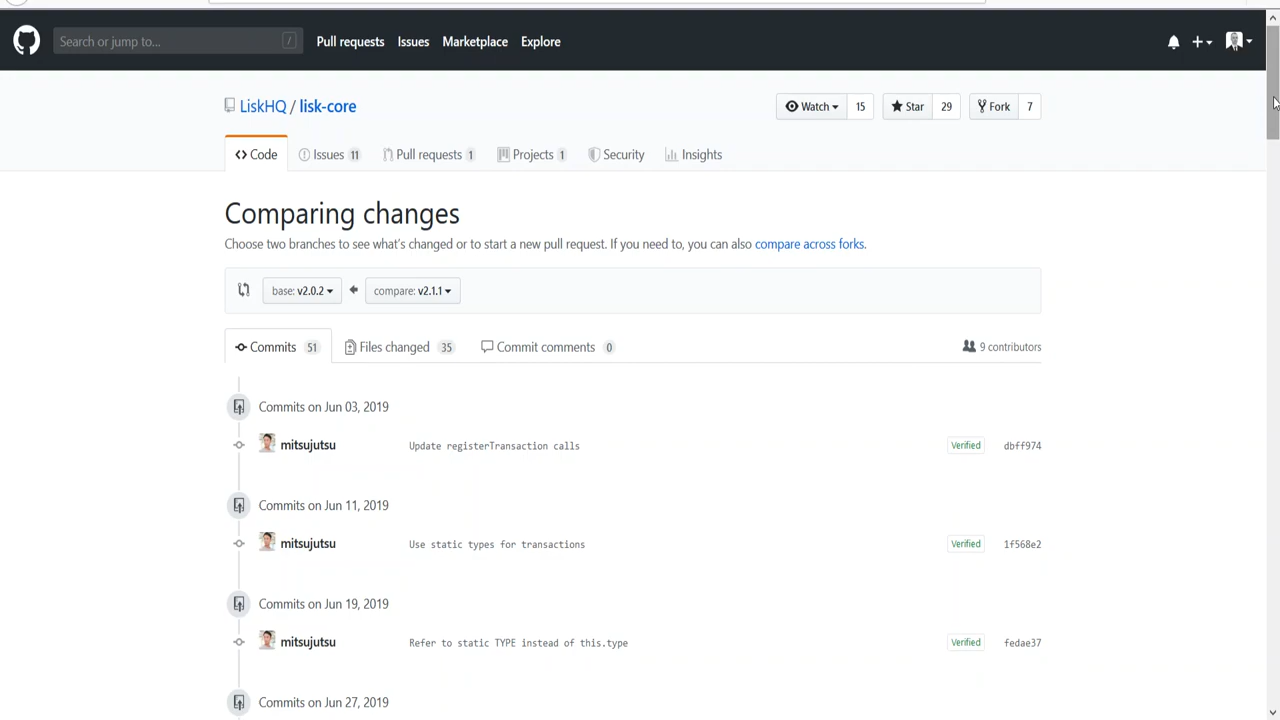 Search or jump to... / Pull requests Issues Marketplace Explore
LiskHQ / lisk-core Watch 15 Star 29 Fork 7
Code Issues 11 Pull requests 1 Projects 1 Security Insights
Comparing changes
Choose two branches to see what's changed or to start a new pull request. If you need to, you can also compare across forks.
base: v2.0.2 compare: v2.1.1
Commits 51 Files changed 35 Commit comments 0 9 contributors
Commits on Jun 03, 2019
mitsujutsu Update registerTransaction calls Verified dbff974
Commits on Jun 11, 2019
mitsujutsu Use static types for transactions Verified 1f568e2
Commits on Jun 19, 2019
mitsujutsu Refer to static TYPE instead of this.type Verified fedae37
Commits on Jun 27, 2019